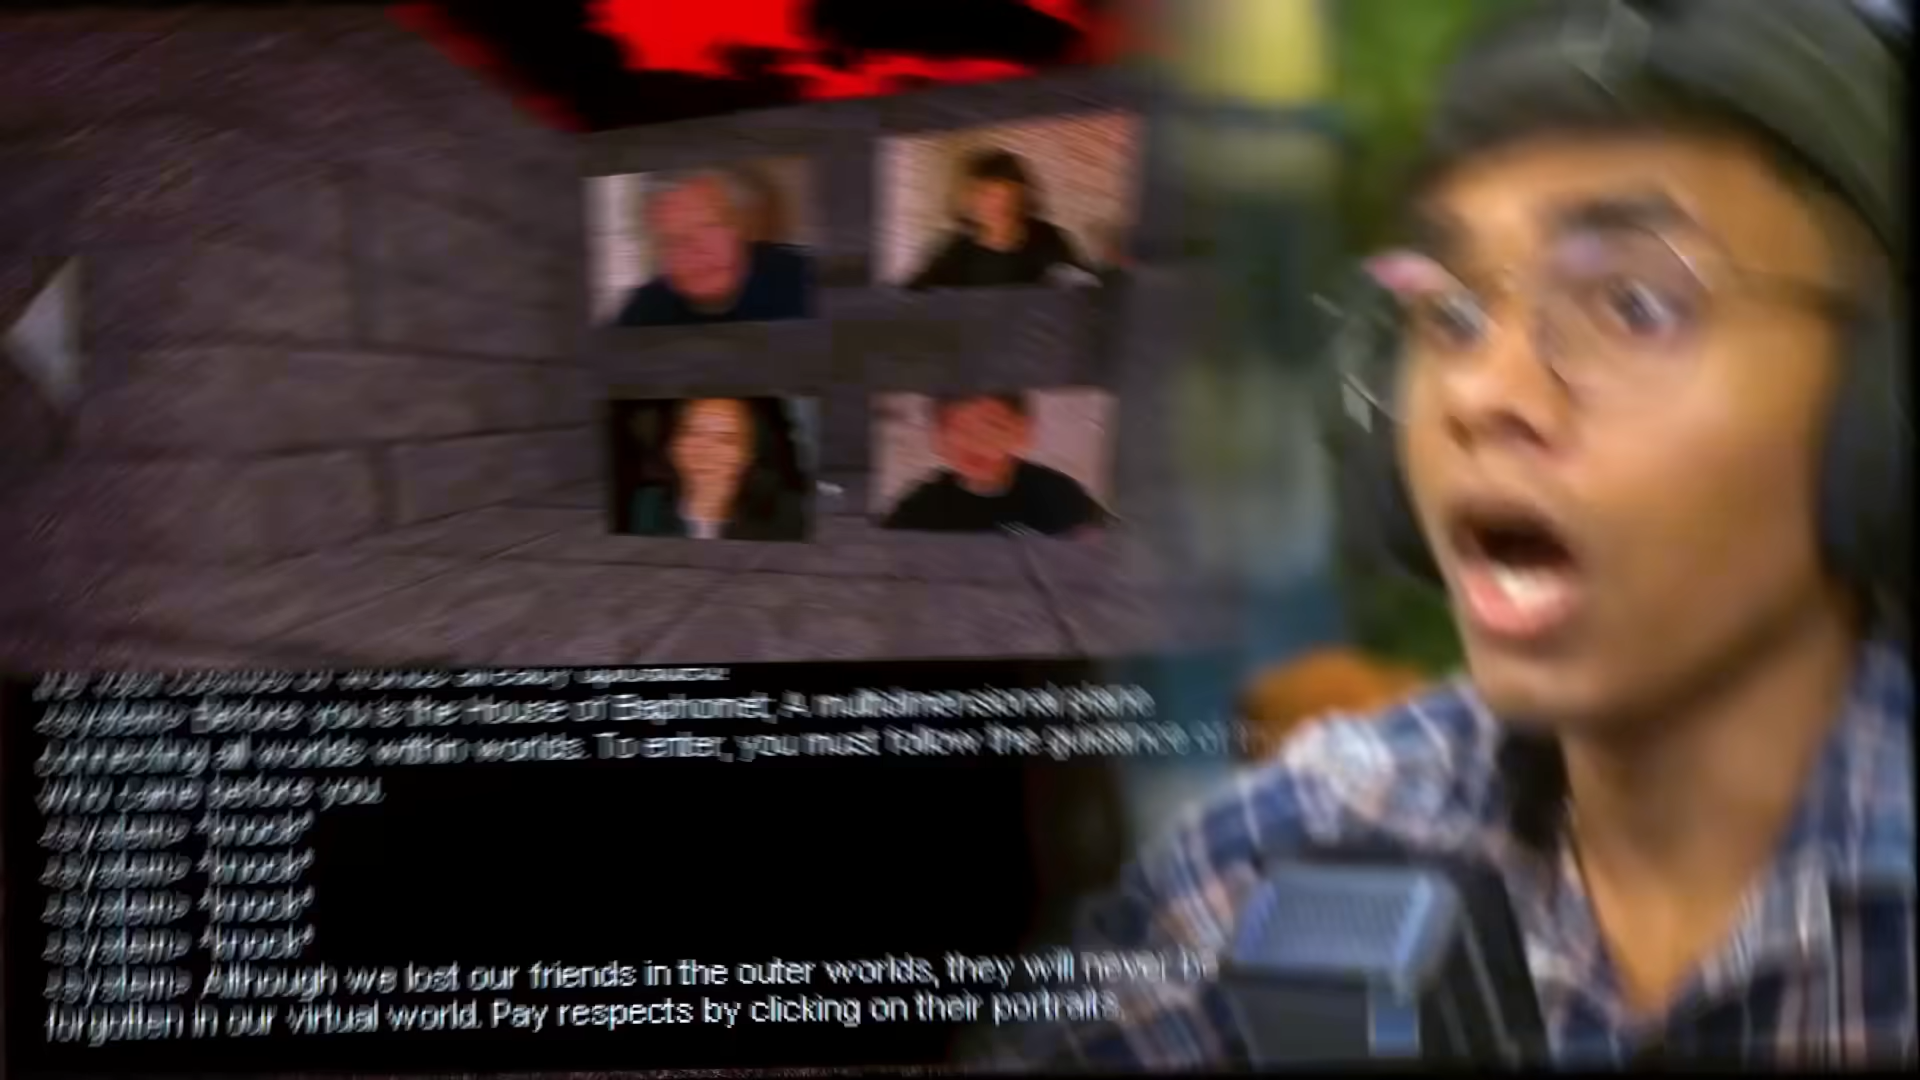 already
<system> Before you is the House of Baphomet, A multidimensional plane
connecting all worlds within worlds. To enter, you must follow the guidance of
who came before you.
<system> *knock*
<system> *knock*
<system> *knock*
<system> *knock*
<system> Although we lost our friends in the outer worlds, they will never be
forgotten in our virtual world. Pay respects by clicking on their portraits.